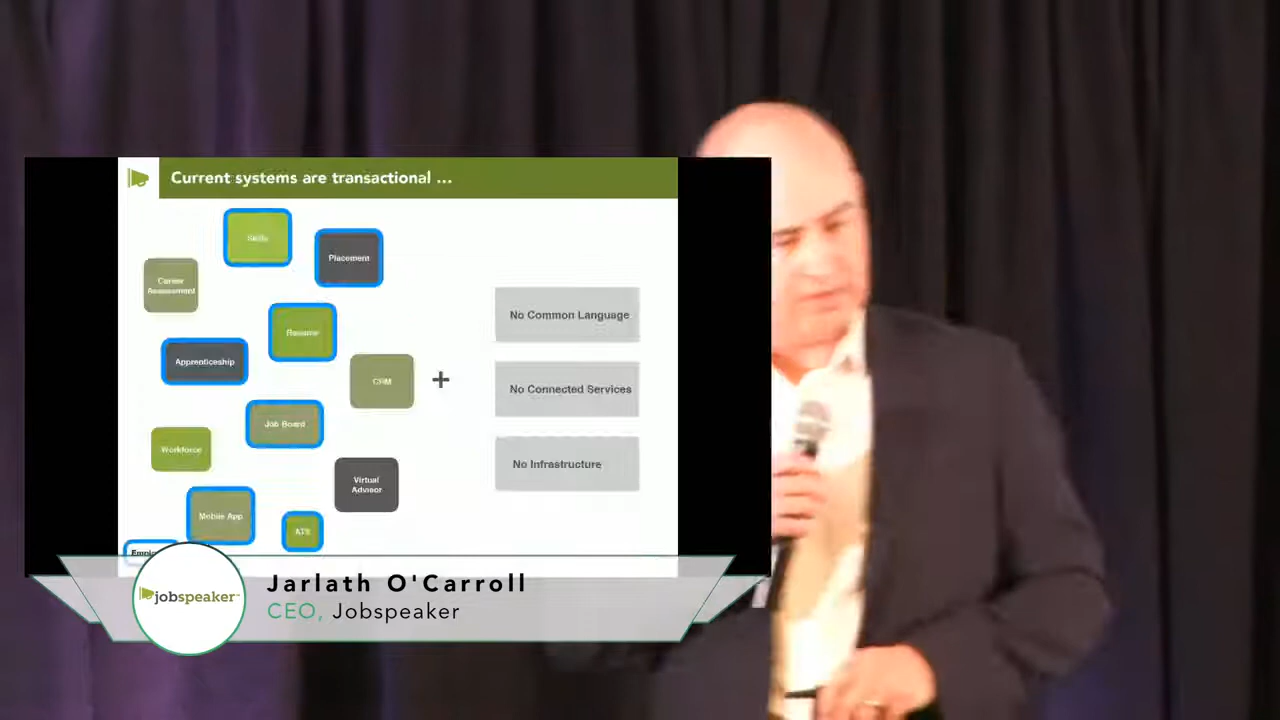 Current systems are transactional ...
Skills
Placement
Career
Assessment
Resume
Apprenticeship
CRM
Job Board
Workforce
Virtual
Advisor
Mobile App
ATS
+
No Common Language
No Connected Services
No Infrastructure
jobspeaker
Jarlath O'Carroll
CEO, Jobspeaker